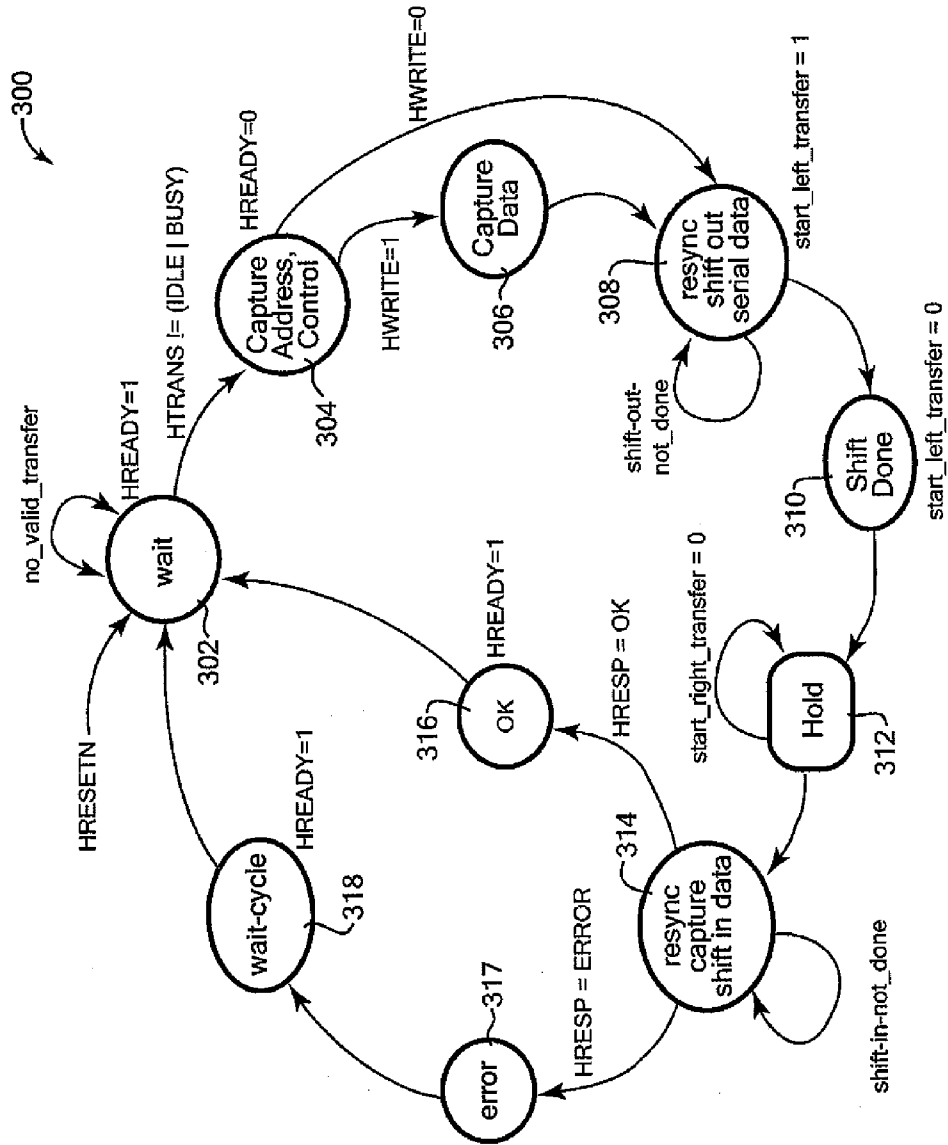 300
HRESETN
no_valid_transfer
wait
302
HREADY=1
HTRANS != (IDLE | BUSY)
Capture
Address,
Control
304
HREADY=0
HWRITE=0
HWRITE=1
Capture
Data
306
resync
shift out
serial data
308
shift-out-
not_done
start_left_transfer = 1
Shift
Done
310
start_left_transfer = 0
start_left_transfer = 0
Hold
312
start_right_transfer = 0
resync
capture
shift in data
314
shift-in-not_done
HRESP = OK
OK
316
HREADY=1
HRESP = ERROR
error
317
wait-cycle
318
HREADY=1